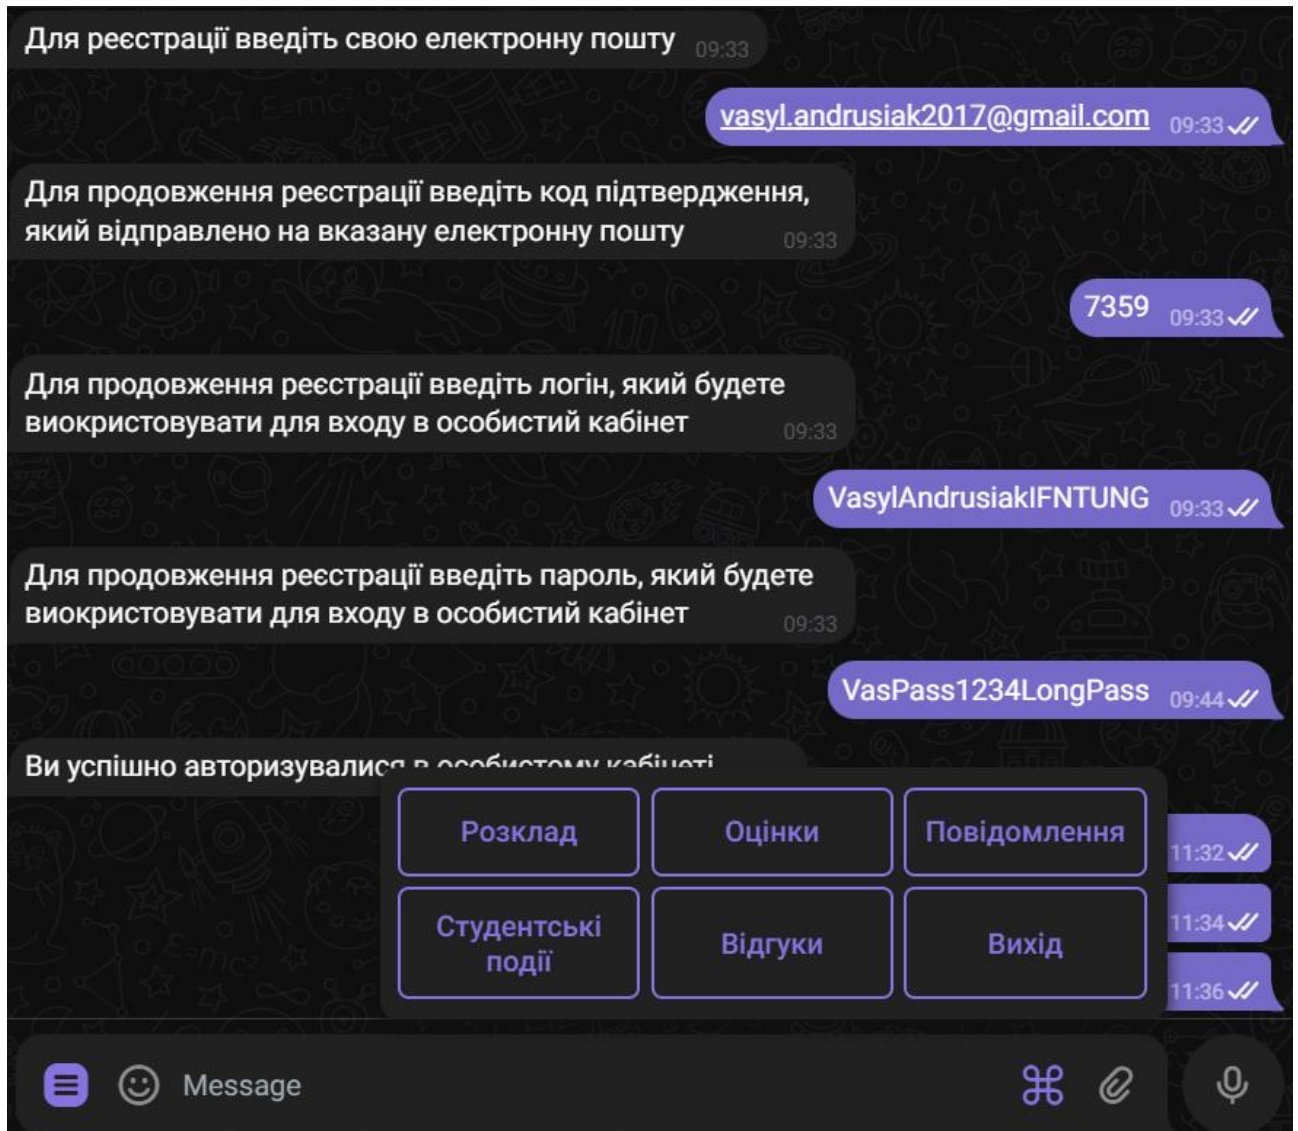 Для реєстрації введіть свою електронну пошту 09:33
vasyl.andrusiak2017@gmail.com 09:33
Для продовження реєстрації введіть код підтвердження,
який відправлено на вказану електронну пошту 09:33
7359 09:33
Для продовження реєстрації введіть логін, який будете
виокристовувати для входу в особистий кабінет 09:33
VasylAndrusiakIFNTUNG 09:33
Для продовження реєстрації введіть пароль, який будете
виокристовувати для входу в особистий кабінет 09:33
VasPass1234LongPass 09:44
Ви успішно авторизувалися в особистому кабінеті
Розклад Оцінки Повідомлення
11:32
Студентські
події
Відгуки Вихід
11:34
11:36
Message